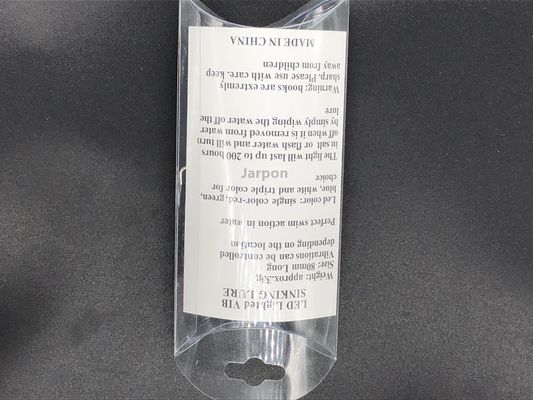 LED Lighted VIB
SINKING LURE
Weight: approx.33g
Size: 80mm Long
Vibrations can be controlled
depending on the location
Perfect swim action in water
Led color: single color-red,green,
blue, white and triple color for
choice
The light will last up to 200 hours
in salt or flash water and will turn
off when it is removed from water
by simply wiping the water off the
lure
Warning: hooks are extremly
sharp. Please use with care. keep
away from children
MADE IN CHINA
Jarpon